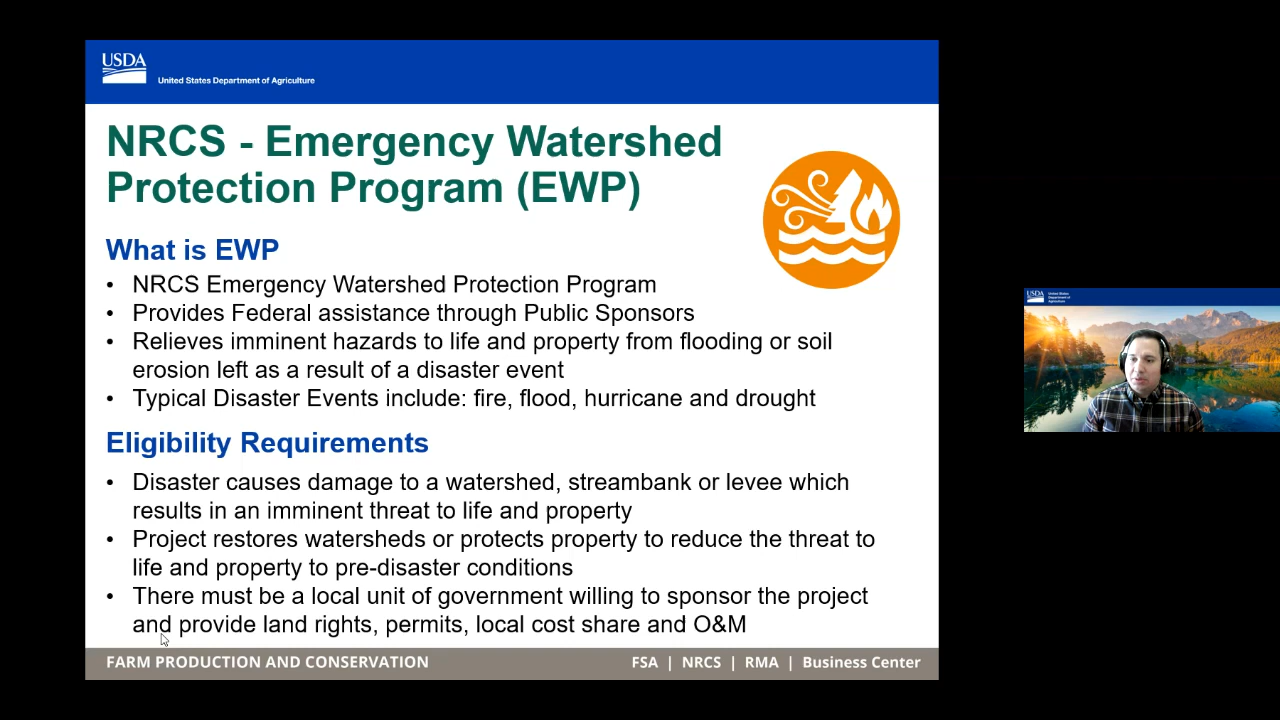 USDA
United States Department of Agriculture
NRCS - Emergency Watershed
Protection Program (EWP)
What is EWP
• NRCS Emergency Watershed Protection Program
• Provides Federal assistance through Public Sponsors
• Relieves imminent hazards to life and property from flooding or soil
erosion left as a result of a disaster event
• Typical Disaster Events include: fire, flood, hurricane and drought
Eligibility Requirements
• Disaster causes damage to a watershed, streambank or levee which
results in an imminent threat to life and property
• Project restores watersheds or protects property to reduce the threat to
life and property to pre-disaster conditions
• There must be a local unit of government willing to sponsor the project
and provide land rights, permits, local cost share and O&M
FARM PRODUCTION AND CONSERVATION
FSA | NRCS | RMA | Business Center
USDA
United States
Department of
Agriculture